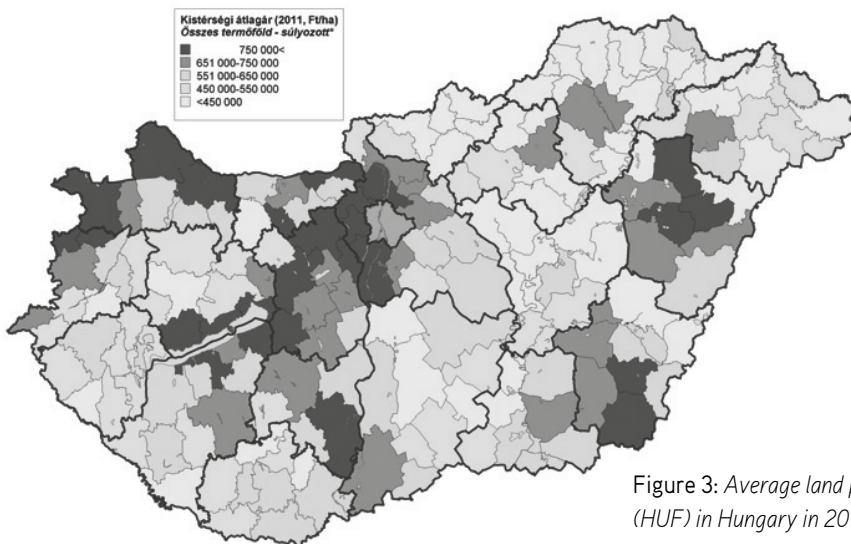 Kistérségi átlagár (2011, Ft/ha)
Összes termőföld - súlyozott*
750 000<
651 000-750 000
551 000-650 000
450 000-550 000
<450 000
Figure 3: Average land
(HUF) in Hungary in 20